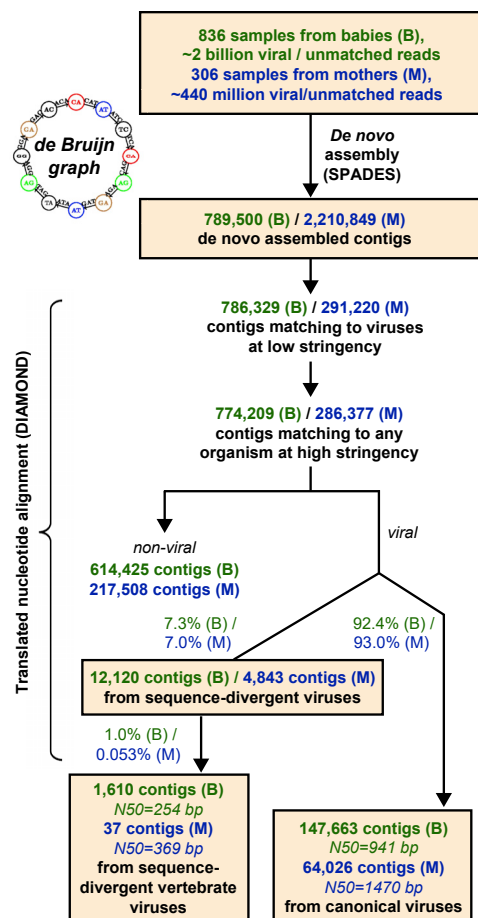 836 samples from babies (B),
~2 billion viral / unmatched reads
306 samples from mothers (M),
~440 million viral/unmatched reads
de Bruijn
graph
De novo
assembly
(SPADES)
789,500 (B) / 2,210,849 (M)
de novo assembled contigs
Translated nucleotide alignment (DIAMOND)
786,329 (B) / 291,220 (M)
contigs matching to viruses
at low stringency
774,209 (B) / 286,377 (M)
contigs matching to any
organism at high stringency
non-viral
viral
614,425 contigs (B)
217,508 contigs (M)
7.3% (B) /
7.0% (M)
92.4% (B) /
93.0% (M)
12,120 contigs (B) / 4,843 contigs (M)
from sequence-divergent viruses
1.0% (B) /
0.053% (M)
1,610 contigs (B)
N50=254 bp
37 contigs (M)
N50=369 bp
from sequence-
divergent vertebrate
viruses
147,663 contigs (B)
N50=941 bp
64,026 contigs (M)
N50=1470 bp
from canonical viruses